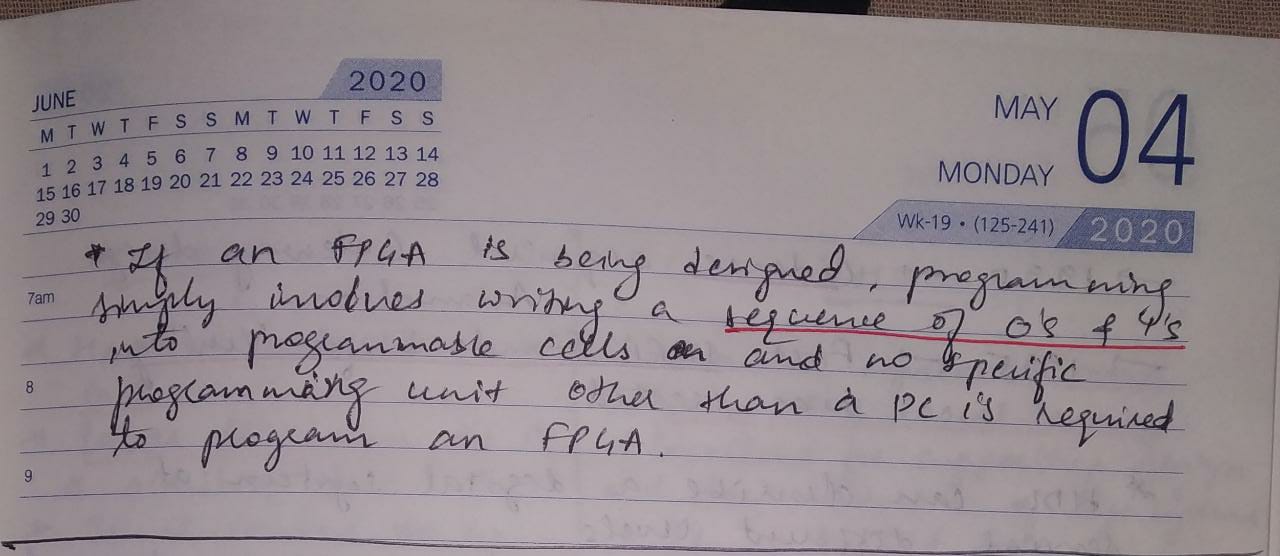 JUNE 2020
M T W T F S S M T W T F S S
1 2 3 4 5 6 7 8 9 10 11 12 13 14
15 16 17 18 19 20 21 22 23 24 25 26 27 28
29 30
MAY 04
MONDAY
Wk-19 • (125-241) 2020
* If an FPGA is being designed, programming
7am simply involves writing a sequence of 0's & 1's
into programmable cells and no specific
8 programming unit other than a PC is required
to program an FPGA.
9